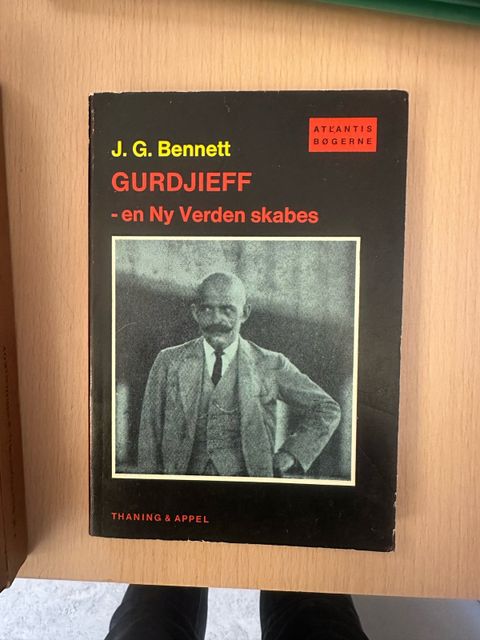 J. G. Bennett
ATLANTIS
BØGERNE
GURDJIEFF
- en Ny Verden skabes
THANING & APPEL